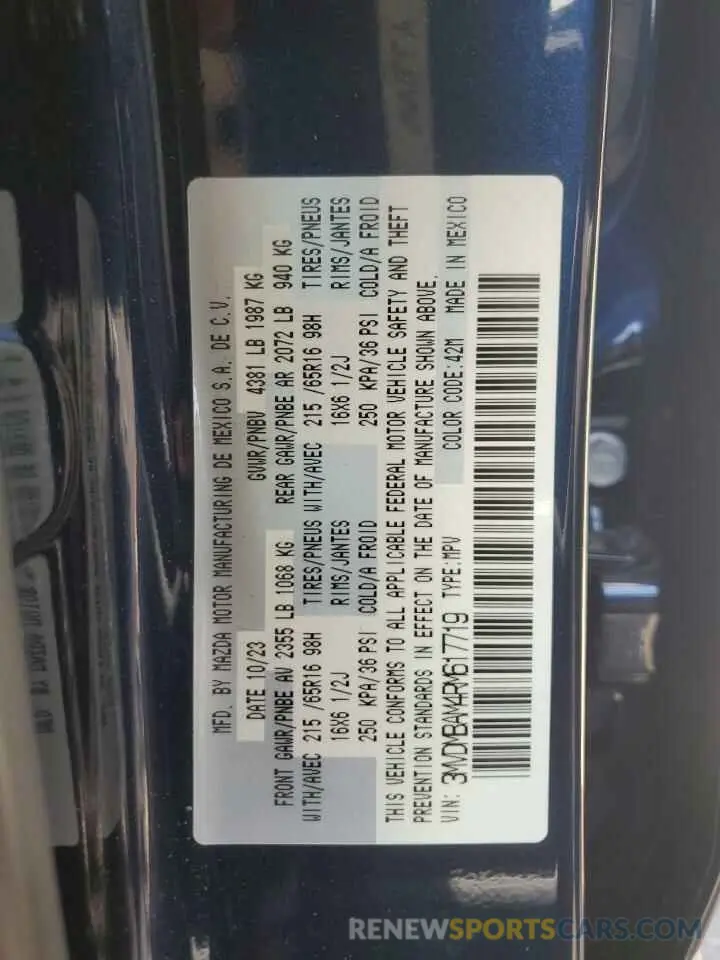 MFD. BY MAZDA MOTOR MANUFACTURING DE MEXICO S.A. DE C.V.
DATE 10/23 GVWR/PNBV 4381 LB 1987 KG
FRONT GAWR/PNBE AV 2355 LB 1068 KG REAR GAWR/PNBE AR 2072 LB 940 KG
WITH/AVEC 215 /65R16 98H TIRES/PNEUS WITH/AVEC 215 /65R16 98H TIRES/PNEUS
16X6 1/2J RIMS/JANTES 16X6 1/2J RIMS/JANTES
250 KPA/36 PSI COLD/A FROID 250 KPA/36 PSI COLD/A FROID
THIS VEHICLE CONFORMS TO ALL APPLICABLE FEDERAL MOTOR VEHICLE SAFETY AND THEFT
PREVENTION STANDARDS IN EFFECT ON THE DATE OF MANUFACTURE SHOWN ABOVE.
VIN: 3MVDMBAM4RM617719 TYPE:MPV COLOR CODE:42M MADE IN MEXICO
RENEWSPORTSCARS.COM